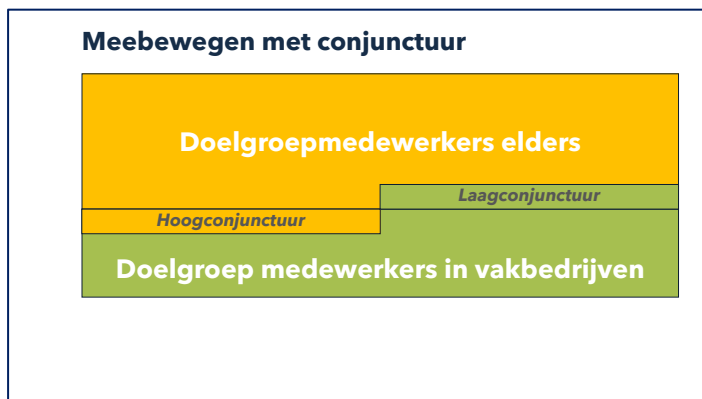 Meebewegen met conjunctuur
Doelgroepmedewerkers elders
Laagconjunctuur
Hoogconjunctuur
Doelgroep medewerkers in vakbedrijven